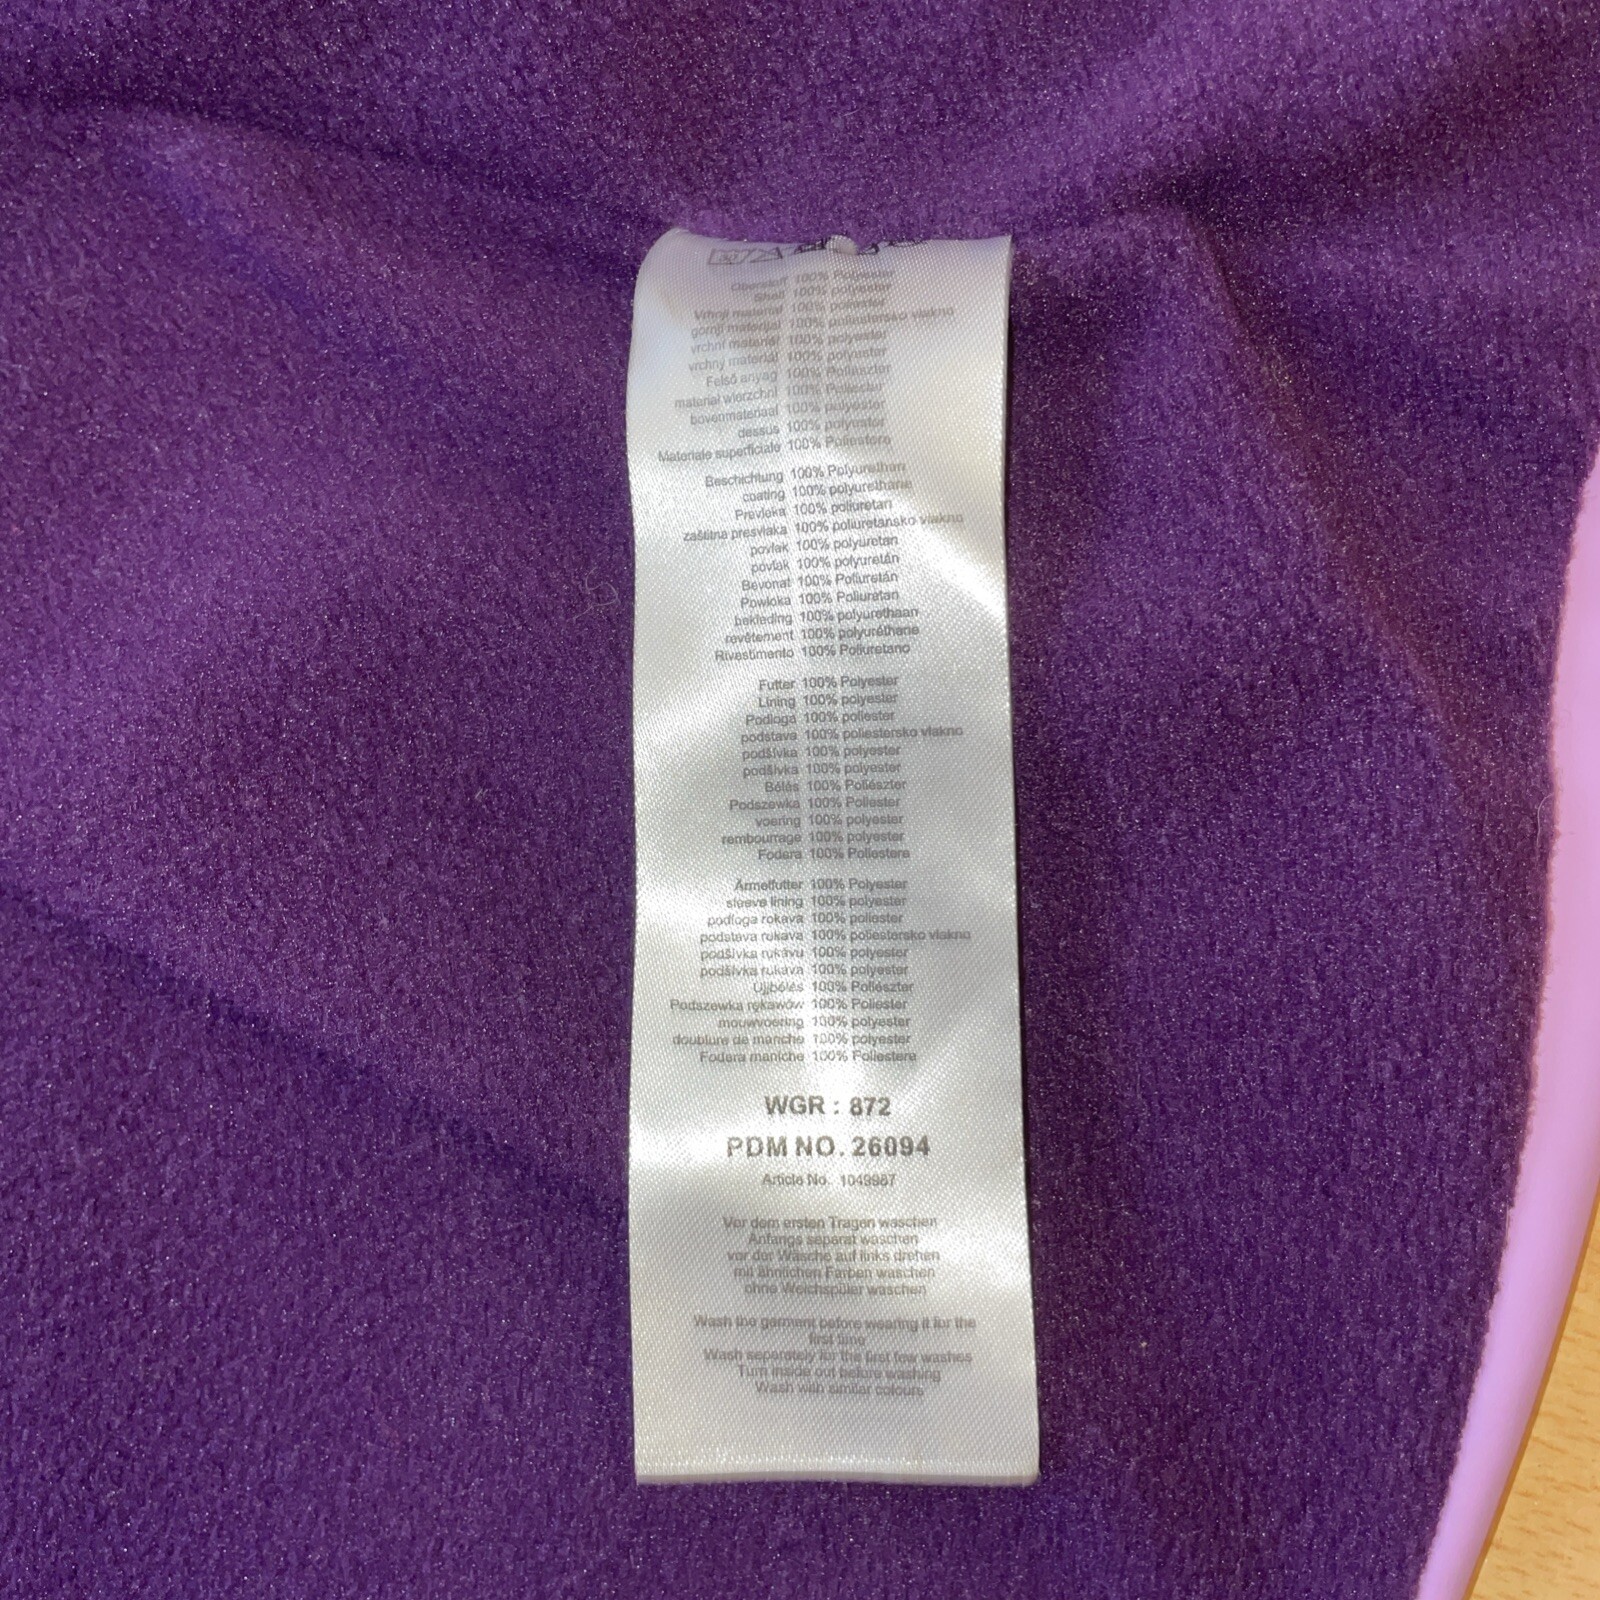 30
Oberstoff 100% Polyester
Shell 100% polyester
Vrhnji material 100% poliester
gornji materijal 100% poliestersko vlakno
vrchní materiál 100% polyester
vrchný materiál 100% polyester
Felső anyag 100% Poliészter
materiał wierzchni 100% Poliester
bovenmateriaal 100% polyester
dessus 100% polyester
Materiale superficiale 100% Poliestere
Beschichtung 100% Polyurethan
coating 100% polyurethane
Prevleka 100% poliuretan
zaštitna presvlaka 100% poliuretansko vlakno
povlak 100% polyuretan
povlak 100% polyuretán
Bevonat 100% Poliuretán
Powłoka 100% Poliuretan
bekleding 100% polyurethaan
revêtement 100% polyuréthane
Rivestimento 100% Poliuretano
Futter 100% Polyester
Lining 100% polyester
Podloga 100% poliester
podstava 100% poliestersko vlakno
podšívka 100% polyester
podšívka 100% polyester
Bélés 100% Poliészter
Podszewka 100% Poliester
voering 100% polyester
rembourrage 100% polyester
Fodera 100% Poliestere
Ärmelfutter 100% Polyester
sleeve lining 100% polyester
podloga rokava 100% poliester
podstava rukava 100% poliestersko vlakno
podšívka rukávu 100% polyester
podšívka rukáva 100% polyester
Ujjbélés 100% Poliészter
Podszewka rękawów 100% Poliester
mouwvoering 100% polyester
doublure de manche 100% polyester
Fodera maniche 100% Poliestere
WGR : 872
PDM NO. 26094
Article No. 1049987
Vor dem ersten Tragen waschen
Anfangs separat waschen
vor der Wäsche auf links drehen
mit ähnlichen Farben waschen
ohne Weichspüler waschen
Wash the garment before wearing it for the
first time
Wash separately for the first few washes
Turn inside out before washing
Wash with similar colours